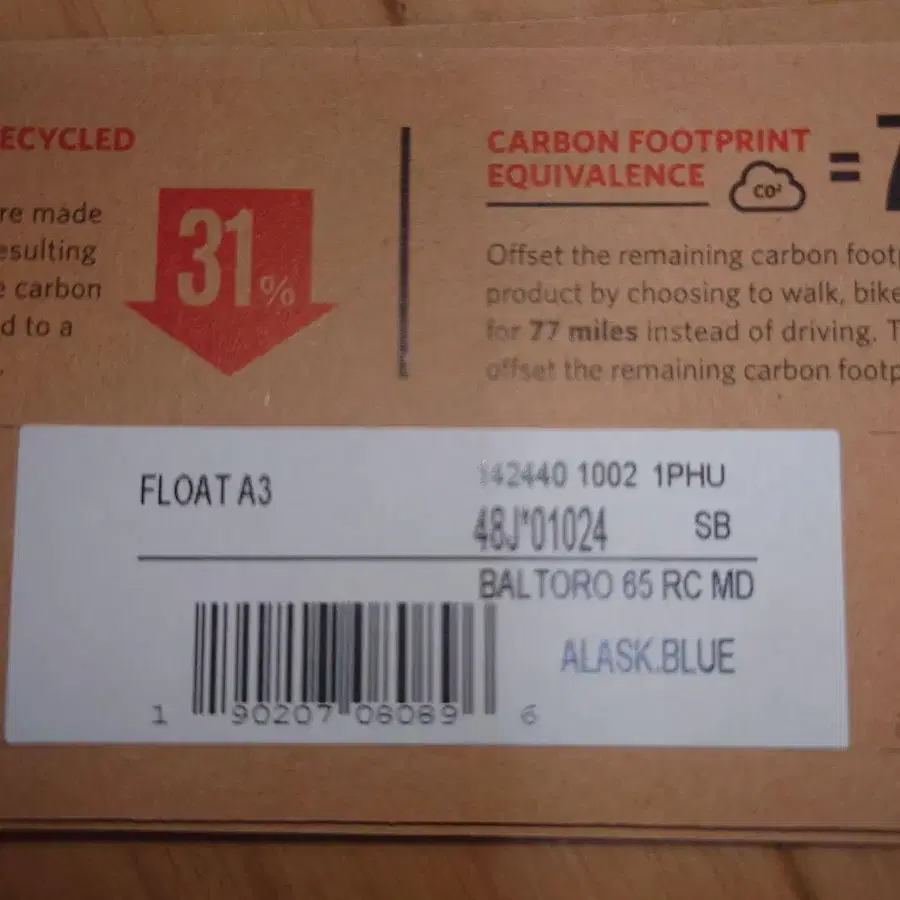 ECYCLED
re made
esulting
e carbon
d to a
31%
CARBON FOOTPRINT
EQUIVALENCE
CO²
= 7
Offset the remaining carbon footp
product by choosing to walk, bike
for 77 miles instead of driving. T
offset the remaining carbon footp
FLOAT A3
142440 1002 1PHU
48J*01024 SB
BALTORO 65 RC MD
ALASK.BLUE
1 90207 08089 6